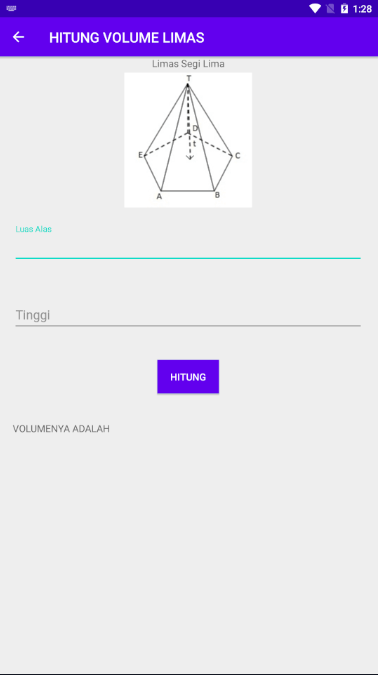 1:28
HITUNG VOLUME LIMAS
Limas Segi Lima
T
D
t
E
C
A
B
Luas Alas
Tinggi
HITUNG
VOLUMENYA ADALAH